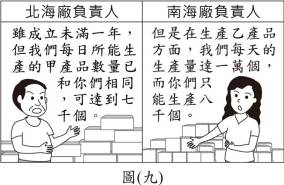 北海廠負責人
雖成立未滿一年，
但我們每日所能生
產的甲產品數量已
和你們相同
，可達到七
千個。
南海廠負責人
但是在生產乙產品
方面，我們每天的
生產量達一萬個，
而你們只
能生產八
千個。
圖(九)